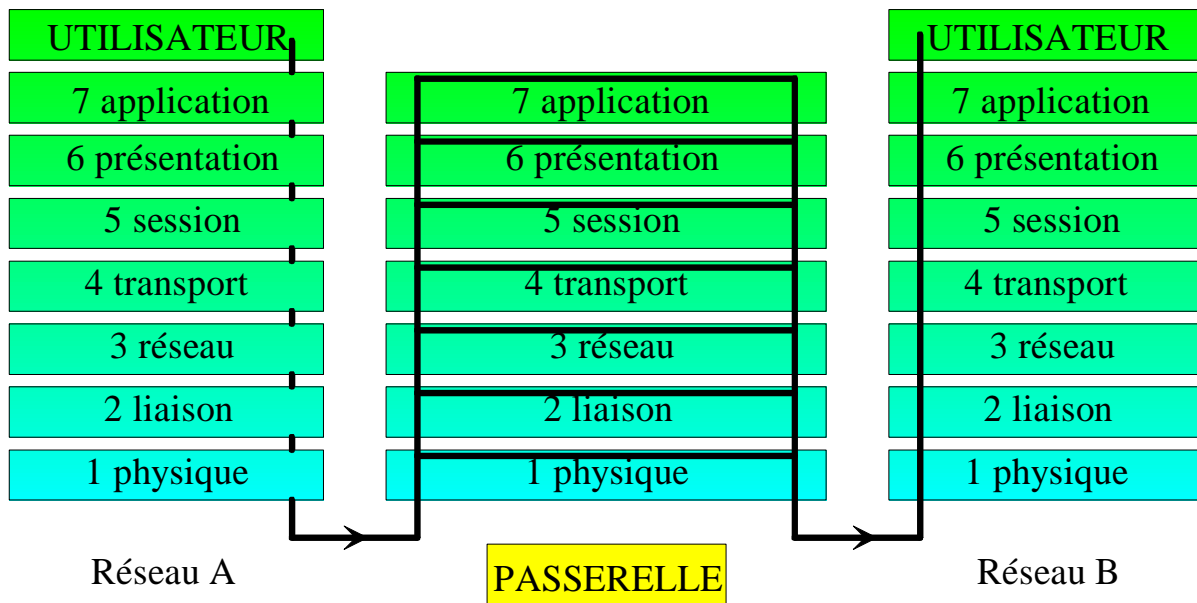 UTILISATEUR
7 application
6 présentation
5 session
4 transport
3 réseau
2 liaison
1 physique
Réseau A
7 application
6 présentation
5 session
4 transport
3 réseau
2 liaison
1 physique
PASSERELLE
UTILISATEUR
7 application
6 présentation
5 session
4 transport
3 réseau
2 liaison
1 physique
Réseau B